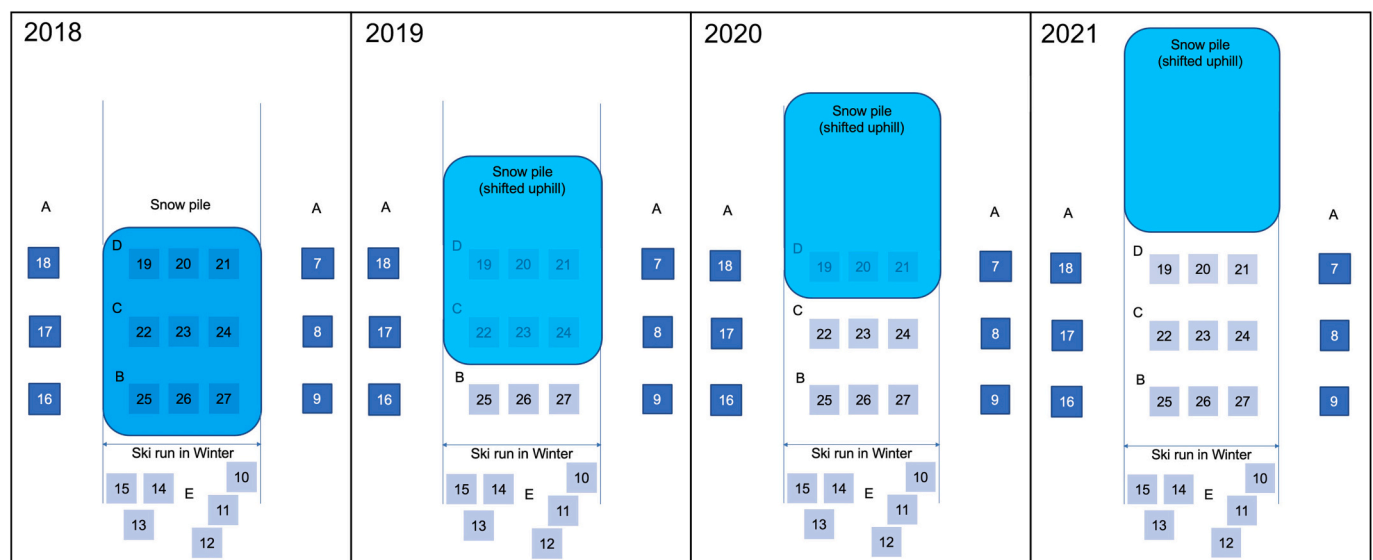 2018
Snow pile
A
A
D
18
19
20
21
7
C
17
22
23
24
8
B
16
25
26
27
9
Ski run in Winter
15
14
E
10
13
11
12
2019
Snow pile
(shifted uphill)
A
A
D
18
19
20
21
7
C
17
22
23
24
8
B
16
25
26
27
9
Ski run in Winter
15
14
E
10
13
11
12
2020
Snow pile
(shifted uphill)
A
A
D
18
19
20
21
7
C
17
22
23
24
8
B
16
25
26
27
9
Ski run in Winter
15
14
E
10
13
11
12
2021
Snow pile
(shifted uphill)
A
A
D
18
19
20
21
7
C
17
22
23
24
8
B
16
25
26
27
9
Ski run in Winter
15
14
E
10
13
11
12